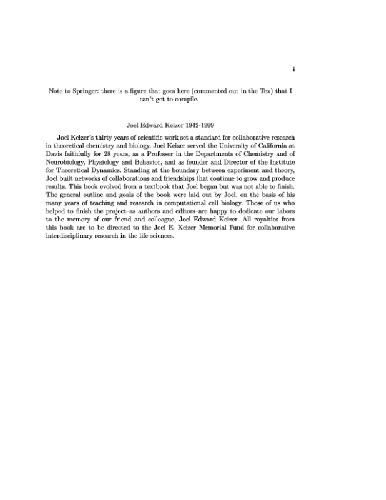 i
Note to Springer: there is a figure that goes here (commented out in the Tex) that I
can't get to compile.
Joel Edward Keizer 1942-1999
Joel Keizer's thirty years of scientific work set a standard for collaborative research
in theoretical chemistry and biology. Joel Keizer served the University of California at
Davis faithfully for 28 years, as a Professor in the Departments of Chemistry and of
Neurobiology, Physiology and Behavior, and as founder and Director of the Institute
for Theoretical Dynamics. Standing at the boundary between experiment and theory,
Joel built networks of collaborations and friendships that continue to grow and produce
results. This book evolved from a textbook that Joel began but was not able to finish.
The general outline and goals of the book were laid out by Joel, on the basis of his
many years of teaching and research in computational cell biology. Those of us who
helped to finish the project–as authors and editors–are happy to dedicate our labors
to the memory of our friend and colleague, Joel Edward Keizer. All royalties from
this book are to be directed to the Joel E. Keizer Memorial Fund for collaborative
interdisciplinary research in the life sciences.